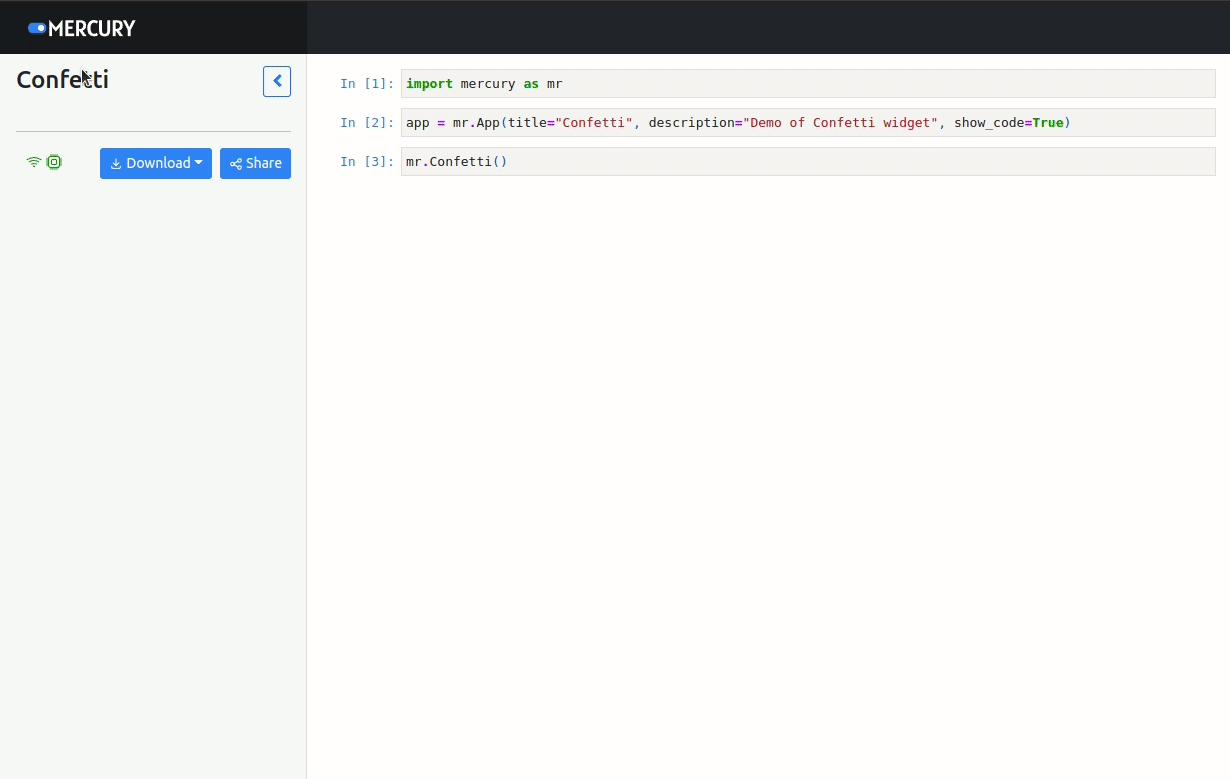 MERCURY
Confetti
Download
Share
In [1]: import mercury as mr
In [2]: app = mr.App(title="Confetti", description="Demo of Confetti widget", show_code=True)
In [3]: mr.Confetti()